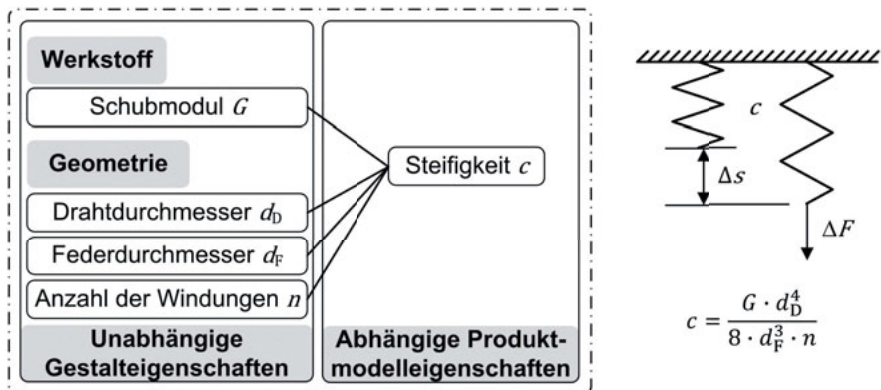 Werkstoff
Schubmodul G
Geometrie
Drahtdurchmesser d_D
Federdurchmesser d_F
Anzahl der Windungen n
Unabhängige
Gestalteigenschaften
Steifigkeit c
Abhängige Produkt-
modelleigenschaften
c
Δs
ΔF
c = \frac{G · d_D^4}{8 · d_F^3 · n}